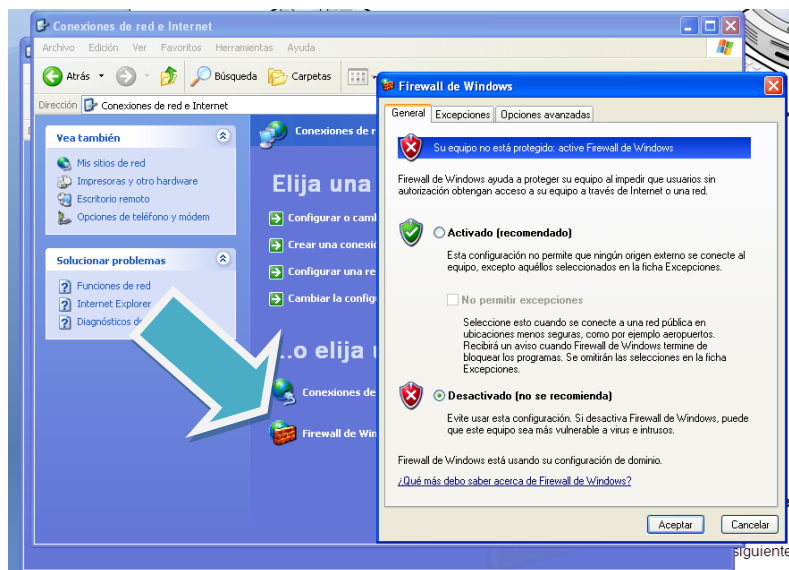 Conexiones de red e Internet
Archivo Edición Ver Favoritos Herramientas Ayuda
Atrás Búsqueda Carpetas
Dirección Conexiones de red e Internet
Vea también
Mis sitios de red
Impresoras y otro hardware
Escritorio remoto
Opciones de teléfono y módem
Solucionar problemas
Funciones de red
Internet Explorer
Diagnósticos de
Conexiones de r
Elija una
Configurar o camb
Crear una conexió
Configurar una re
Cambiar la config
...o elija u
Conexiones de
Firewall de Win
Firewall de Windows
General Excepciones Opciones avanzadas
Su equipo no está protegido: active Firewall de Windows
Firewall de Windows ayuda a proteger su equipo al impedir que usuarios sin
autorización obtengan acceso a su equipo a través de Internet o una red.
Activado (recomendado)
Esta configuración no permite que ningún origen externo se conecte al
equipo, excepto aquéllos seleccionados en la ficha Excepciones.
No permitir excepciones
Seleccione esto cuando se conecte a una red pública en
ubicaciones menos seguras, como por ejemplo aeropuertos.
Recibirá un aviso cuando Firewall de Windows termine de
bloquear los programas. Se omitirán las selecciones en la ficha
Excepciones.
Desactivado (no se recomienda)
Evite usar esta configuración. Si desactiva Firewall de Windows, puede
que este equipo sea más vulnerable a virus e intrusos.
Firewall de Windows está usando su configuración de dominio.
¿Qué más debo saber acerca de Firewall de Windows?
Aceptar Cancelar
siguiente